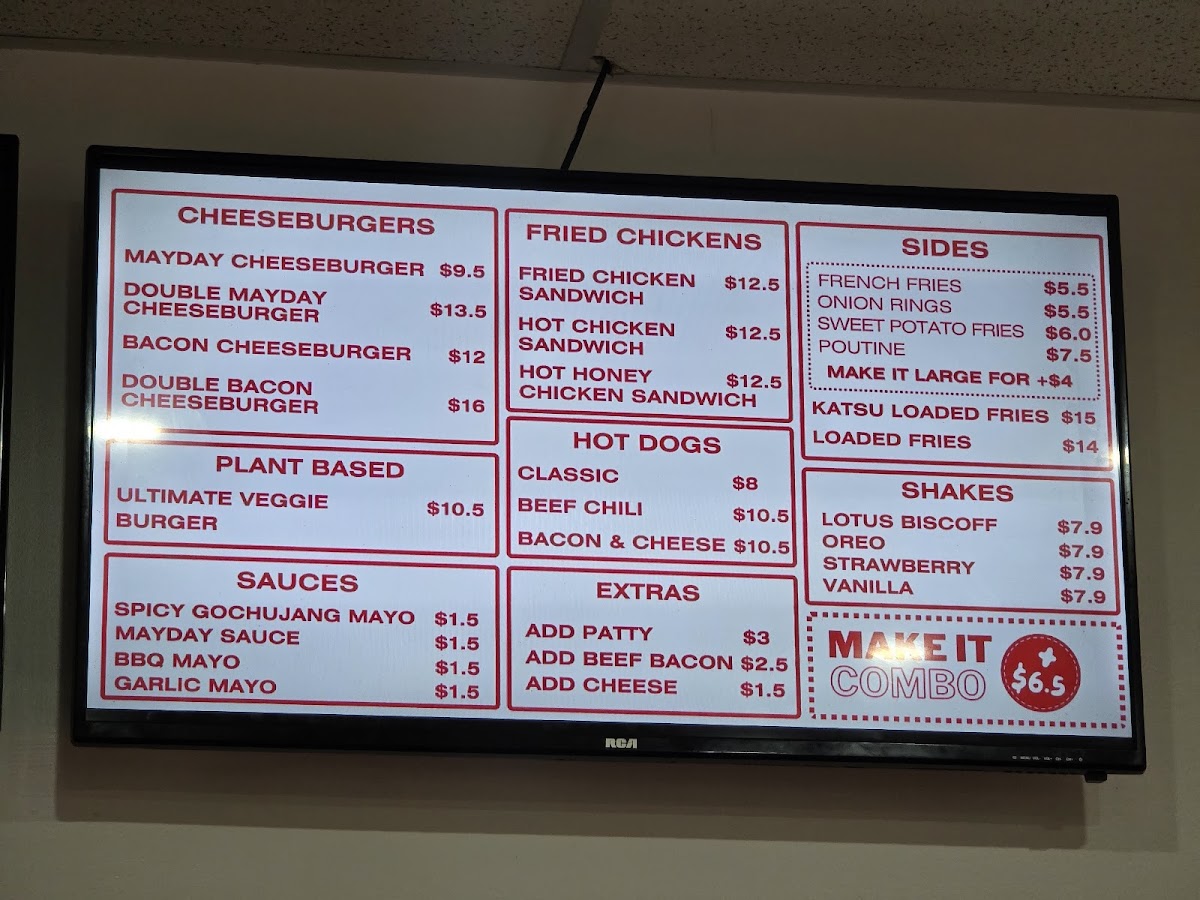 CHEESEBURGERS
MAYDAY CHEESEBURGER $9.5
DOUBLE MAYDAY
CHEESEBURGER $13.5
BACON CHEESEBURGER $12
DOUBLE BACON
CHEESEBURGER $16
PLANT BASED
ULTIMATE VEGGIE
BURGER $10.5
SAUCES
SPICY GOCHUJANG MAYO $1.5
MAYDAY SAUCE $1.5
BBQ MAYO $1.5
GARLIC MAYO $1.5
FRIED CHICKENS
FRIED CHICKEN $12.5
SANDWICH
HOT CHICKEN $12.5
SANDWICH
HOT HONEY $12.5
CHICKEN SANDWICH
HOT DOGS
CLASSIC $8
BEEF CHILI $10.5
BACON & CHEESE $10.5
EXTRAS
ADD PATTY $3
ADD BEEF BACON $2.5
ADD CHEESE $1.5
SIDES
FRENCH FRIES $5.5
ONION RINGS $5.5
SWEET POTATO FRIES $6.0
POUTINE $7.5
MAKE IT LARGE FOR +$4
KATSU LOADED FRIES $15
LOADED FRIES $14
SHAKES
LOTUS BISCOFF $7.9
OREO $7.9
STRAWBERRY $7.9
VANILLA $7.9
MAKE IT
COMBO
+
$6.5
RCA